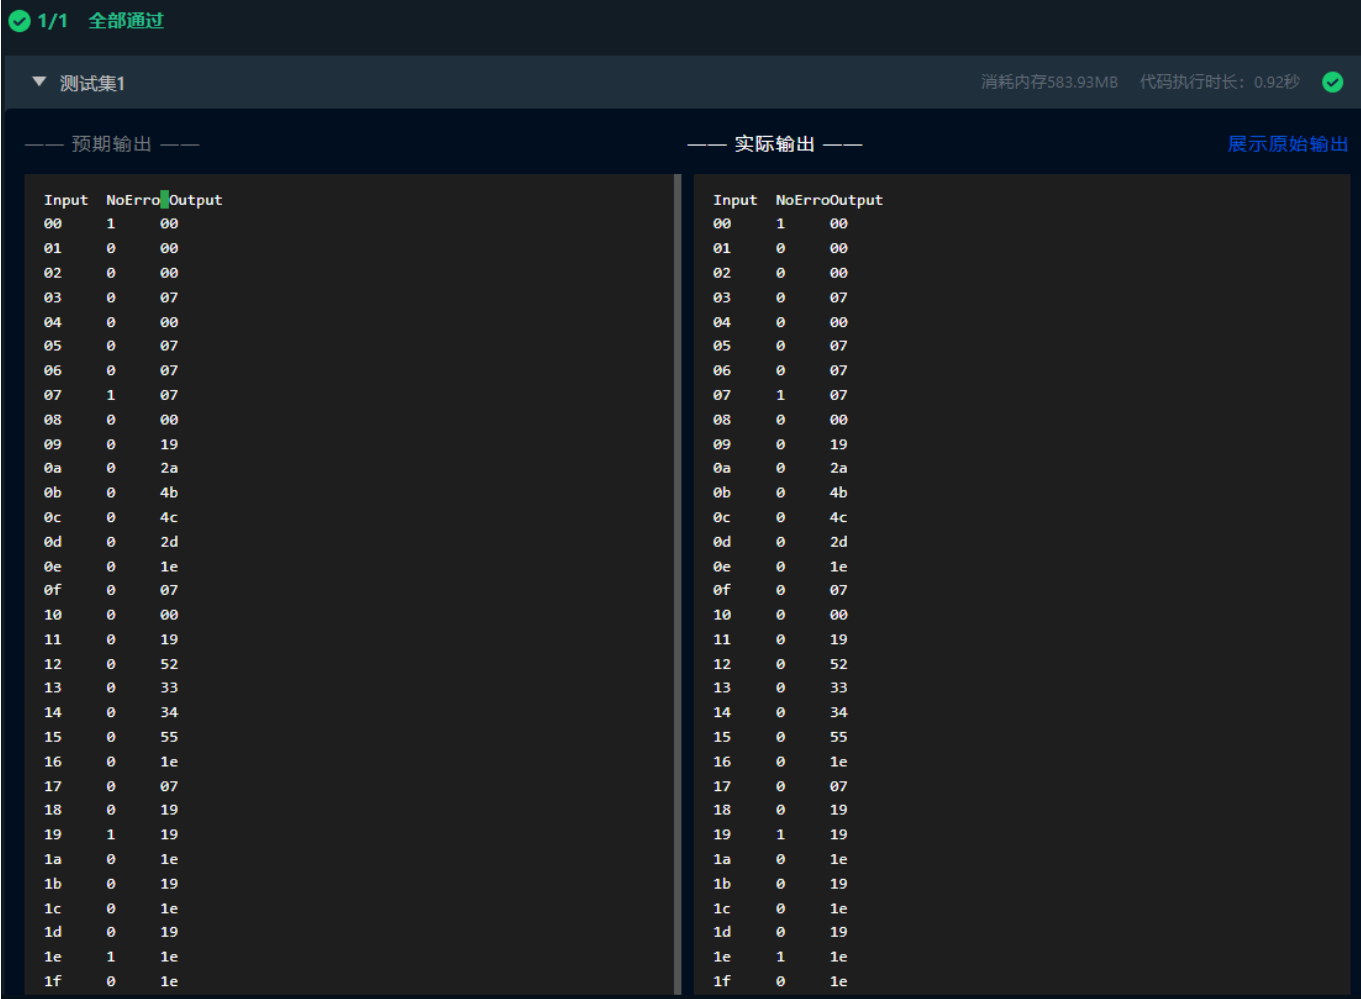 1/1 全部通过
测试集1 消耗内存583.93MB 代码执行时长：0.92秒
—— 预期输出 —— —— 实际输出 —— 展示原始输出
Input NoErro Output Input NoErroOutput
00 1 00 00 1 00
01 0 00 01 0 00
02 0 00 02 0 00
03 0 07 03 0 07
04 0 00 04 0 00
05 0 07 05 0 07
06 0 07 06 0 07
07 1 07 07 1 07
08 0 00 08 0 00
09 0 19 09 0 19
0a 0 2a 0a 0 2a
0b 0 4b 0b 0 4b
0c 0 4c 0c 0 4c
0d 0 2d 0d 0 2d
0e 0 1e 0e 0 1e
0f 0 07 0f 0 07
10 0 00 10 0 00
11 0 19 11 0 19
12 0 52 12 0 52
13 0 33 13 0 33
14 0 34 14 0 34
15 0 55 15 0 55
16 0 1e 16 0 1e
17 0 07 17 0 07
18 0 19 18 0 19
19 1 19 19 1 19
1a 0 1e 1a 0 1e
1b 0 19 1b 0 19
1c 0 1e 1c 0 1e
1d 0 19 1d 0 19
1e 1 1e 1e 1 1e
1f 0 1e 1f 0 1e